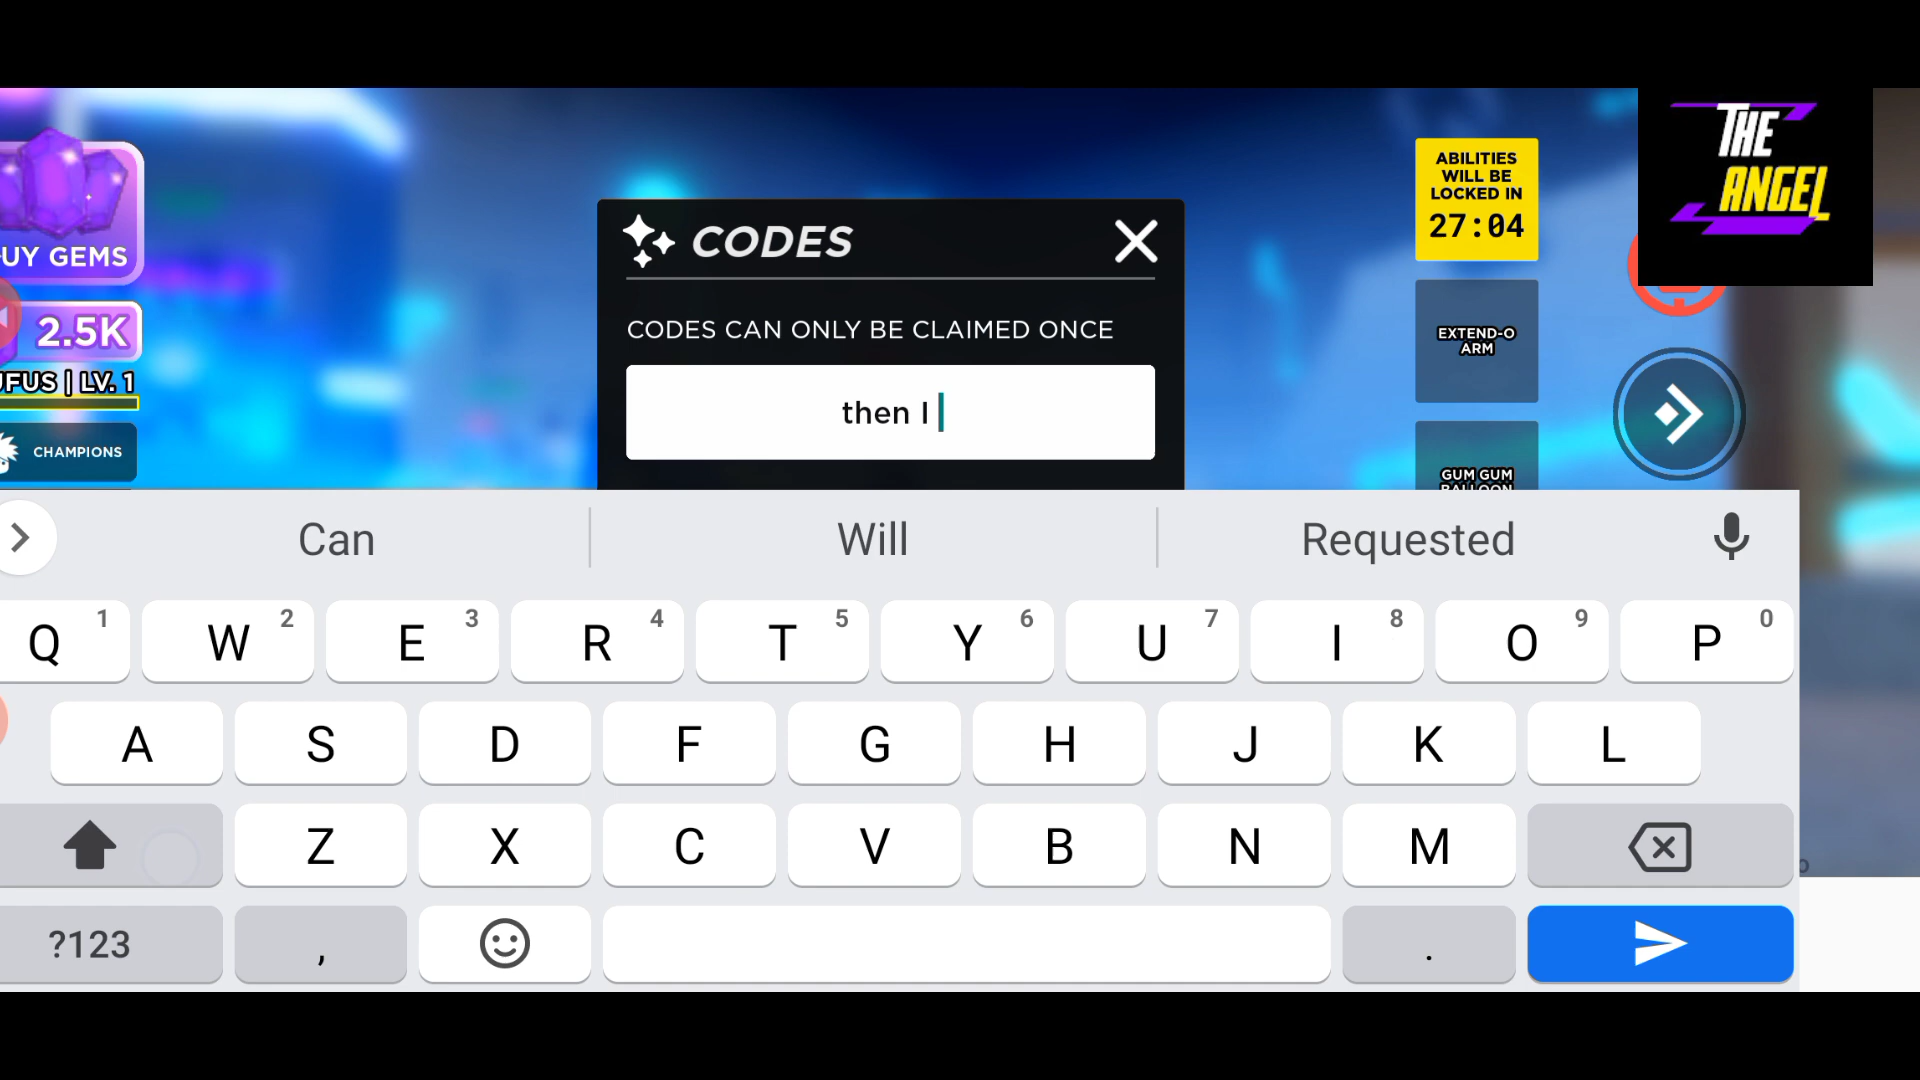 THE
ANGEL
UY GEMS
2.5K
UFUS | LV. 1
CHAMPIONS
CODES
CODES CAN ONLY BE CLAIMED ONCE
then I
ABILITIES
WILL BE
LOCKED IN
27:04
EXTEND-O
ARM
GUM GUM
BALLOON
Can
Will
Requested
Q 1 W 2 E 3 R 4 T 5 Y 6 U 7 I 8 O 9 P 0
A S D F G H J K L
Z X C V B N M
?123 , .